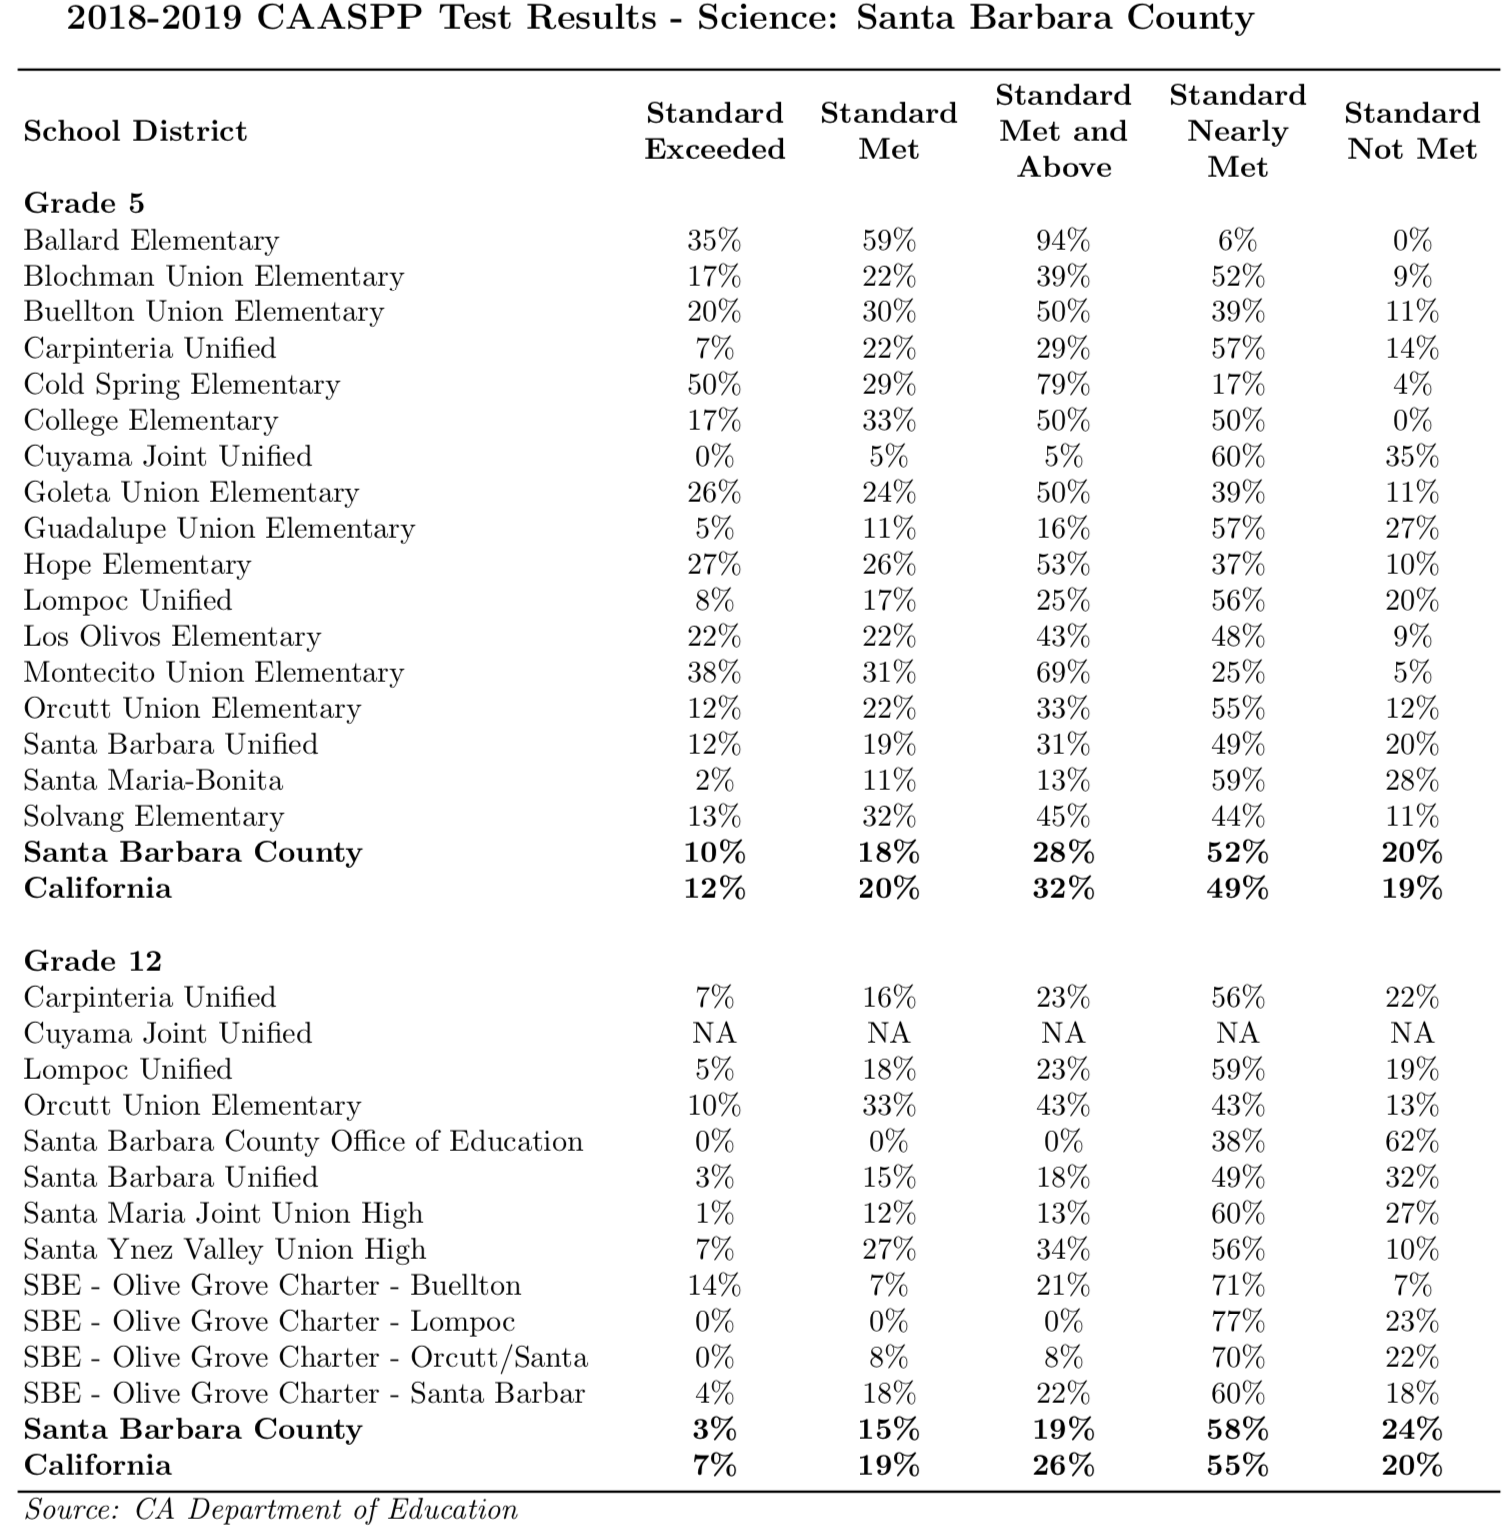 2018-2019 CAASPP Test Results - Science: Santa Barbara County
School District Standard Exceeded Standard Met Standard Met and Above Standard Nearly Met Standard Not Met
Grade 5
Ballard Elementary 35% 59% 94% 6% 0%
Blochman Union Elementary 17% 22% 39% 52% 9%
Buellton Union Elementary 20% 30% 50% 39% 11%
Carpinteria Unified 7% 22% 29% 57% 14%
Cold Spring Elementary 50% 29% 79% 17% 4%
College Elementary 17% 33% 50% 50% 0%
Cuyama Joint Unified 0% 5% 5% 60% 35%
Goleta Union Elementary 26% 24% 50% 39% 11%
Guadalupe Union Elementary 5% 11% 16% 57% 27%
Hope Elementary 27% 26% 53% 37% 10%
Lompoc Unified 8% 17% 25% 56% 20%
Los Olivos Elementary 22% 22% 43% 48% 9%
Montecito Union Elementary 38% 31% 69% 25% 5%
Orcutt Union Elementary 12% 22% 33% 55% 12%
Santa Barbara Unified 12% 19% 31% 49% 20%
Santa Maria-Bonita 2% 11% 13% 59% 28%
Solvang Elementary 13% 32% 45% 44% 11%
Santa Barbara County 10% 18% 28% 52% 20%
California 12% 20% 32% 49% 19%
Grade 12
Carpinteria Unified 7% 16% 23% 56% 22%
Cuyama Joint Unified NA NA NA NA NA
Lompoc Unified 5% 18% 23% 59% 19%
Orcutt Union Elementary 10% 33% 43% 43% 13%
Santa Barbara County Office of Education 0% 0% 0% 38% 62%
Santa Barbara Unified 3% 15% 18% 49% 32%
Santa Maria Joint Union High 1% 12% 13% 60% 27%
Santa Ynez Valley Union High 7% 27% 34% 56% 10%
SBE - Olive Grove Charter - Buellton 14% 7% 21% 71% 7%
SBE - Olive Grove Charter - Lompoc 0% 0% 0% 77% 23%
SBE - Olive Grove Charter - Orcutt/Santa 0% 8% 8% 70% 22%
SBE - Olive Grove Charter - Santa Barbar 4% 18% 22% 60% 18%
Santa Barbara County 3% 15% 19% 58% 24%
California 7% 19% 26% 55% 20%
Source: CA Department of Education